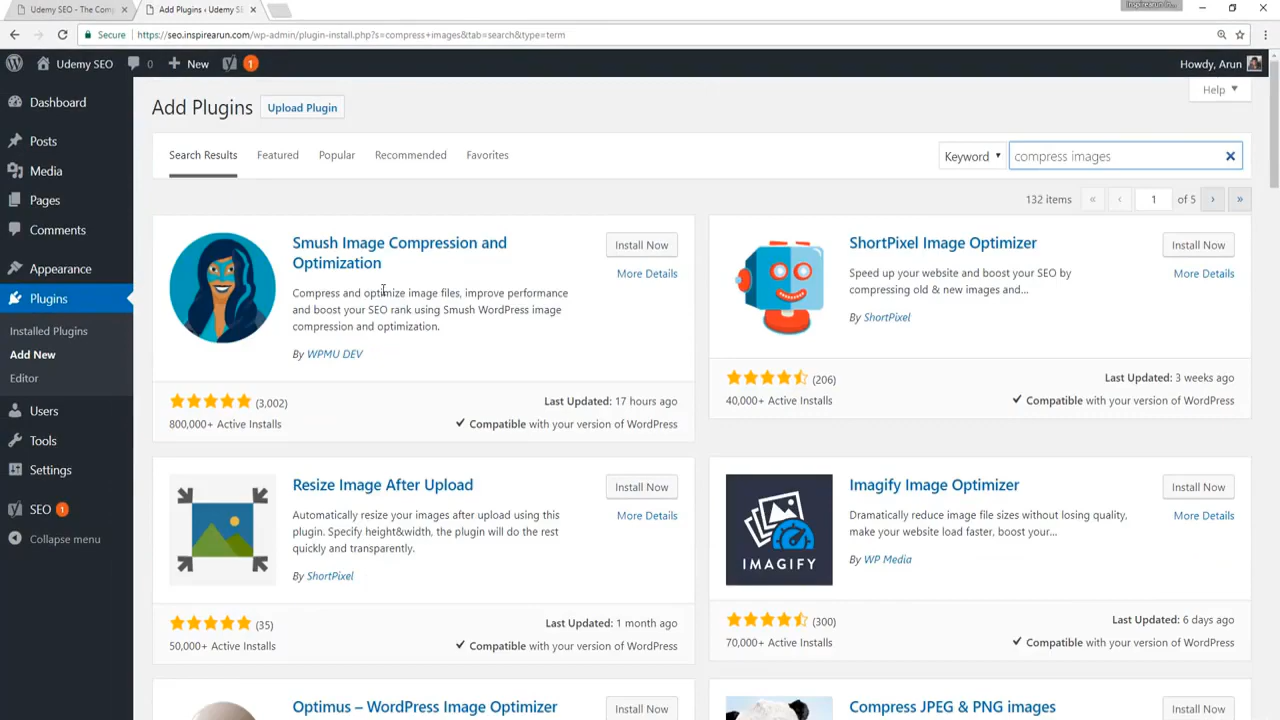 Udemy SEO - The Comp
Add Plugins ‹ Udemy S
Inspirearun In...
Secure
https://seo.inspirearun.com/wp-admin/plugin-install.php?s=compress+images&tab=search&type=term
Udemy SEO
0
New
1
Howdy, Arun
Dashboard
Posts
Media
Pages
Comments
Appearance
Plugins
Installed Plugins
Add New
Editor
Users
Tools
Settings
SEO 1
Collapse menu
Add Plugins
Upload Plugin
Help
Search Results
Featured
Popular
Recommended
Favorites
Keyword
compress images
132 items
«
‹
1
of 5
›
»
Smush Image Compression and
Optimization
Install Now
More Details
Compress and optimize image files, improve performance
and boost your SEO rank using Smush WordPress image
compression and optimization.
By WPMU DEV
(3,002)
Last Updated: 17 hours ago
800,000+ Active Installs
Compatible with your version of WordPress
ShortPixel Image Optimizer
Install Now
More Details
Speed up your website and boost your SEO by
compressing old & new images and...
By ShortPixel
(206)
Last Updated: 3 weeks ago
40,000+ Active Installs
Compatible with your version of WordPress
Resize Image After Upload
Install Now
More Details
Automatically resize your images after upload using this
plugin. Specify height&width, the plugin will do the rest
quickly and transparently.
By ShortPixel
(35)
Last Updated: 1 month ago
50,000+ Active Installs
Compatible with your version of WordPress
IMAGIFY
Imagify Image Optimizer
Install Now
More Details
Dramatically reduce image file sizes without losing quality,
make your website load faster, boost your...
By WP Media
(300)
Last Updated: 6 days ago
70,000+ Active Installs
Compatible with your version of WordPress
Optimus – WordPress Image Optimizer
Install Now
Compress JPEG & PNG images
Install Now